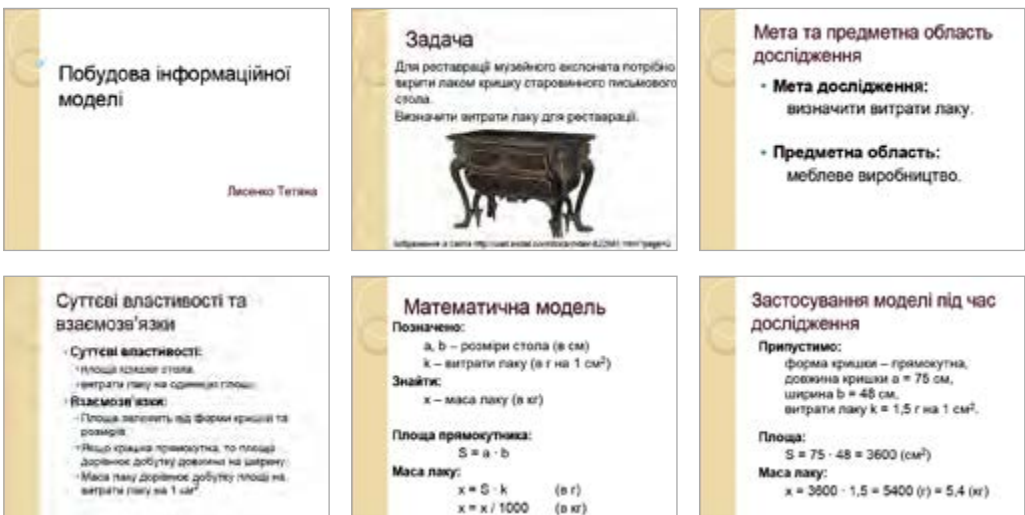 Побудова інформаційної
моделі
Лисенко Тетяна
Задача
Для реставрації музейного експоната потрібно
вкрити лаком кришку старовинного письмового
стола.
Визначити витрати лаку для реставрації.
Зображення з сайта
Мета та предметна область
дослідження
• Мета дослідження:
визначити витрати лаку.
• Предметна область:
меблеве виробництво.
Суттєві властивості та
взаємозв'язки
• Суттєві властивості:
• площа кришки стола,
• витрати лаку на одиницю площі.
• Взаємозв'язки:
• Площа залежить від форми кришки та
розмірів.
• Якщо кришка прямокутна, то площа
дорівнює добутку довжини на ширину.
• Маса лаку дорівнює добутку площі на
витрати лаку на 1 см².
Математична модель
Позначено:
a, b – розміри стола (в см)
k – витрати лаку (в г на 1 см²)
Знайти:
x – маса лаку (в кг)
Площа прямокутника:
S = a · b
Маса лаку:
x = S · k (в г)
x = x / 1000 (в кг)
Застосування моделі під час
дослідження
Припустимо:
форма кришки – прямокутна,
довжина кришки a = 75 см,
ширина b = 48 см,
витрати лаку k = 1,5 г на 1 см².
Площа:
S = 75 · 48 = 3600 (см²)
Маса лаку:
x = 3600 · 1,5 = 5400 (г) = 5,4 (кг)